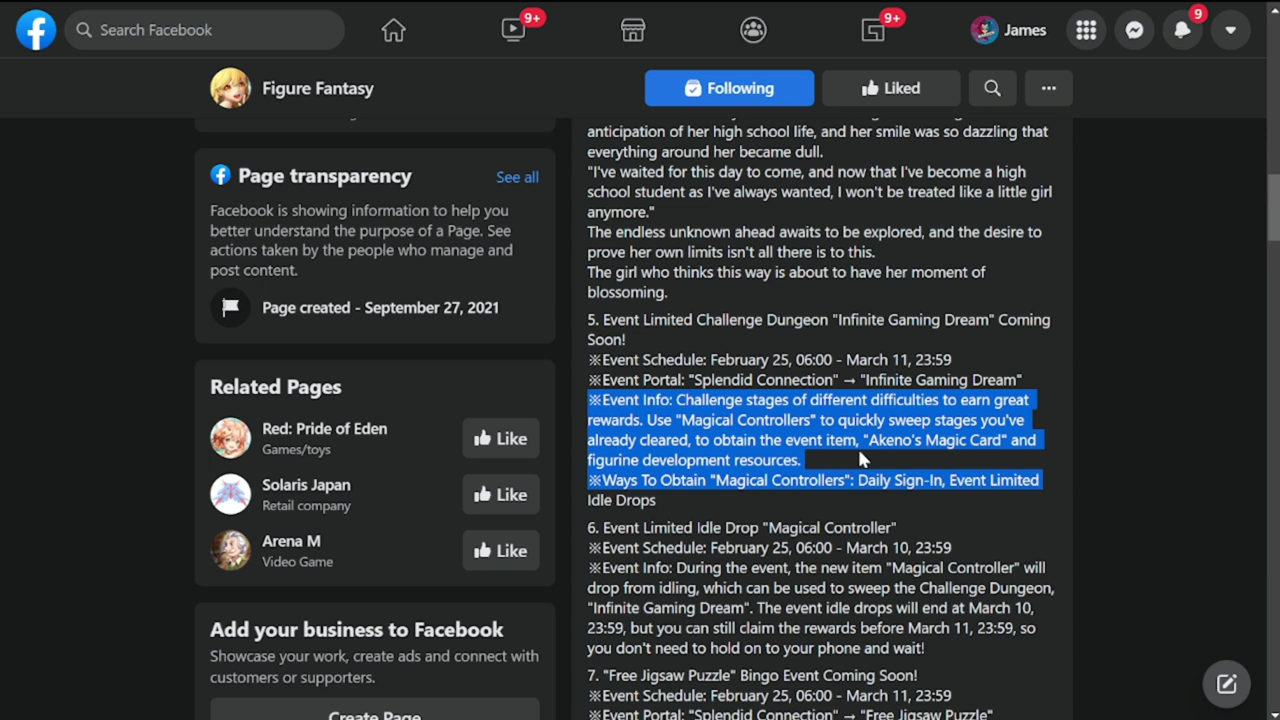 Search Facebook
9+
9+
James
9
Figure Fantasy
Following
Liked
Page transparency
See all
Facebook is showing information to help you
better understand the purpose of a Page. See
actions taken by the people who manage and
post content.
Page created - September 27, 2021
Related Pages
Red: Pride of Eden
Games/toys
Like
Solaris Japan
Retail company
Like
Arena M
Video Game
Like
Add your business to Facebook
Showcase your work, create ads and connect with
customers or supporters.
Create Page
anticipation of her high school life, and her smile was so dazzling that
everything around her became dull.
"I've waited for this day to come, and now that I've become a high
school student as I've always wanted, I won't be treated like a little girl
anymore."
The endless unknown ahead awaits to be explored, and the desire to
prove her own limits isn't all there is to this.
The girl who thinks this way is about to have her moment of
blossoming.
5. Event Limited Challenge Dungeon "Infinite Gaming Dream" Coming
Soon!
※Event Schedule: February 25, 06:00 - March 11, 23:59
※Event Portal: "Splendid Connection" → "Infinite Gaming Dream"
※Event Info: Challenge stages of different difficulties to earn great
rewards. Use "Magical Controllers" to quickly sweep stages you've
already cleared, to obtain the event item, "Akeno's Magic Card" and
figurine development resources.
※Ways To Obtain "Magical Controllers": Daily Sign-In, Event Limited
Idle Drops
6. Event Limited Idle Drop "Magical Controller"
※Event Schedule: February 25, 06:00 - March 10, 23:59
※Event Info: During the event, the new item "Magical Controller" will
drop from idling, which can be used to sweep the Challenge Dungeon,
"Infinite Gaming Dream". The event idle drops will end at March 10,
23:59, but you can still claim the rewards before March 11, 23:59, so
you don't need to hold on to your phone and wait!
7. "Free Jigsaw Puzzle" Bingo Event Coming Soon!
※Event Schedule: February 25, 06:00 - March 11, 23:59
※Event Portal: "Splendid Connection" → "Free Jigsaw Puzzle"